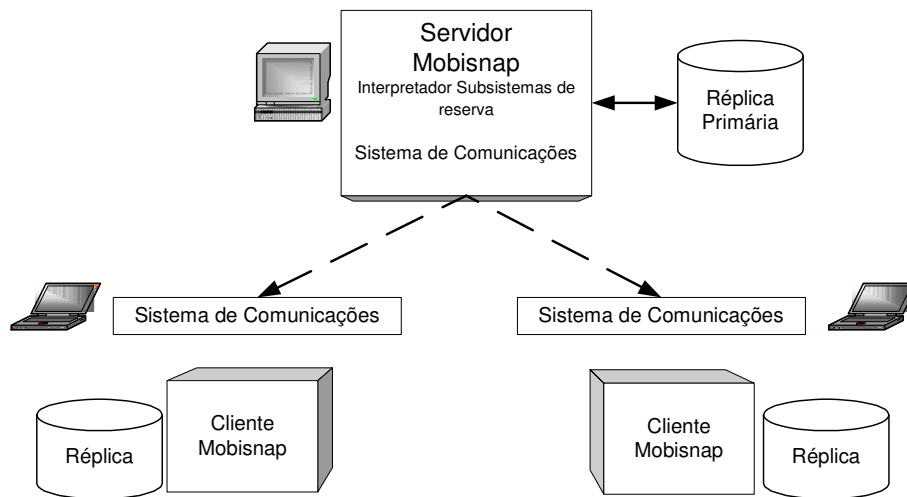 Servidor
Mobisnap
Interpretador Subsistemas de
reserva
Sistema de Comunicações
Réplica
Primária
Sistema de Comunicações
Sistema de Comunicações
Réplica
Cliente
Mobisnap
Cliente
Mobisnap
Réplica